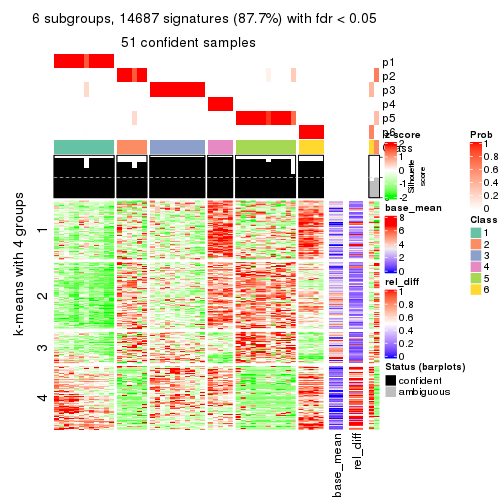 6 subgroups, 14687 signatures (87.7%) with fdr < 0.05
51 confident samples
p1
p2
p3
p4
p5
p6
Class
Silhouette
score
k-means with 4 groups
1
2
3
4
base_mean
rel_diff
z-score
2
1
0
-1
-2
base_mean
8
6
4
2
0
rel_diff
1
0.8
0.6
0.4
0.2
0
Status (barplots)
confident
ambiguous
Prob
1
0.8
0.6
0.4
0.2
0
Class
1
2
3
4
5
6